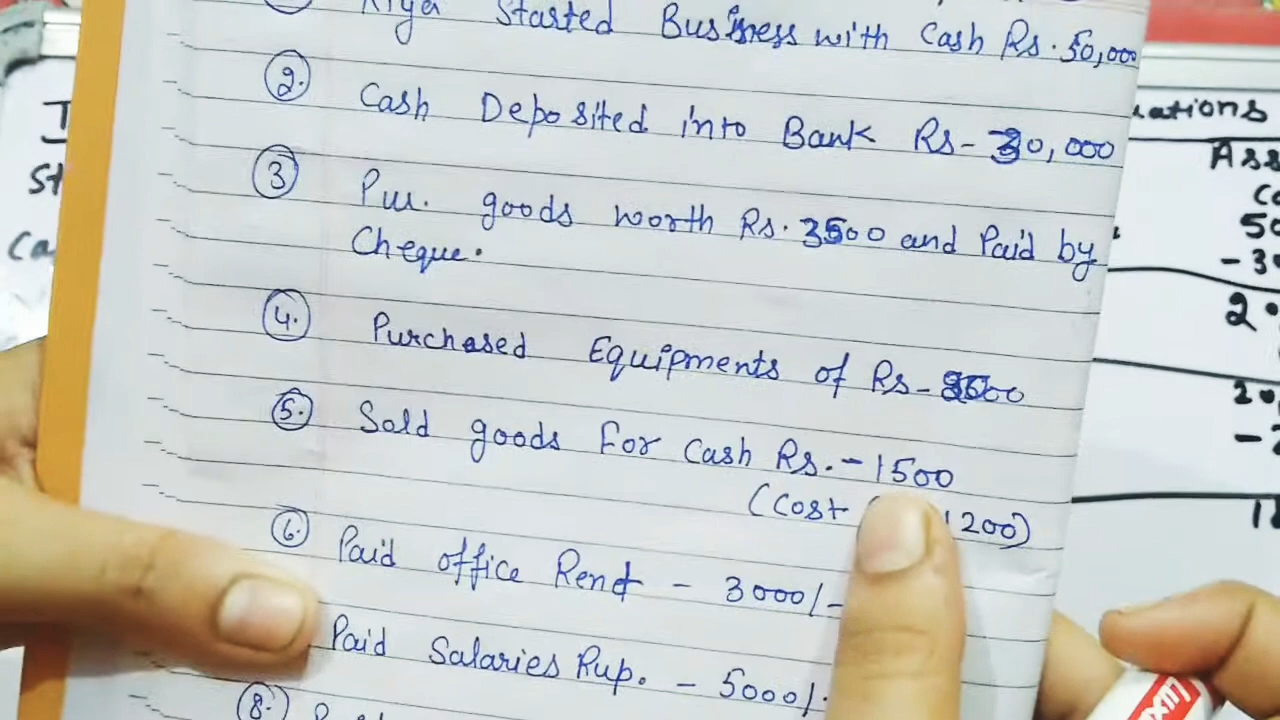 Riya Started Business with Cash Rs. 50,000
2. Cash Deposited into Bank Rs- 30,000
3 Pur. goods worth Rs. 3500 and Paid by
Cheque.
4. Purchased Equipments of Rs-
5. Sold goods for Cash Rs. - 1500
(Cost 1200)
6. Paid office Rent - 3000/-
Paid Salaries Rup. - 5000/-
8.
ations